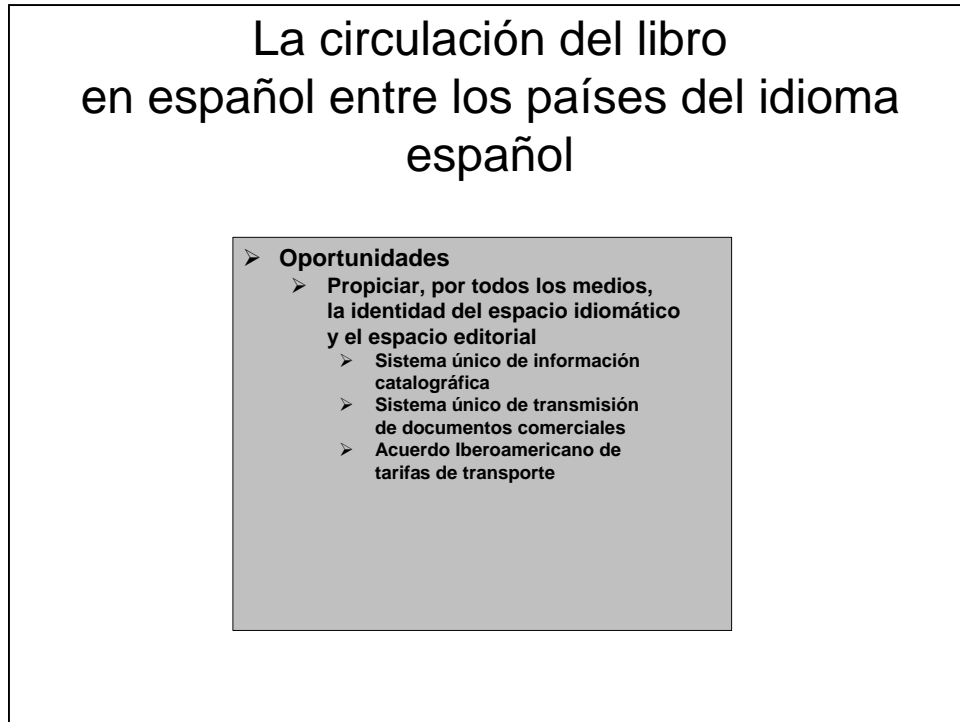 La circulación del libro
en español entre los países del idioma
español
➢ Oportunidades
➢ Propiciar, por todos los medios,
la identidad del espacio idiomático
y el espacio editorial
➢ Sistema único de información
catalográfica
➢ Sistema único de transmisión
de documentos comerciales
➢ Acuerdo Iberoamericano de
tarifas de transporte